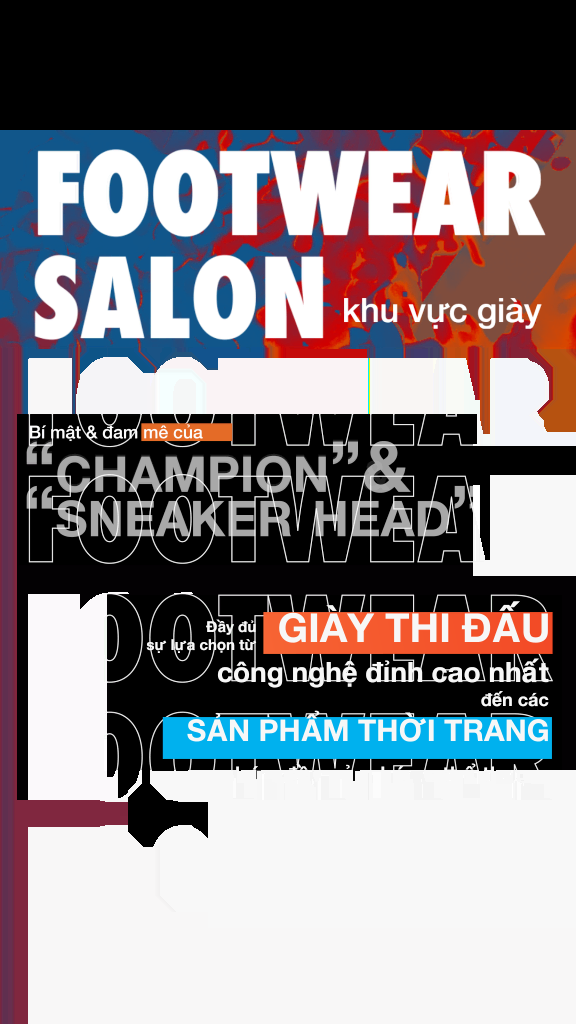 FOOTWEAR
SALON
khu vực giày
Bí mật & đam mê của
“CHAMPION” &
“SNEAKER HEAD”
FOOTWEAR
Đầy đủ
sự lựa chọn từ
GIÀY THI ĐẤU
công nghệ đỉnh cao nhất
đến các
SẢN PHẨM THỜI TRANG